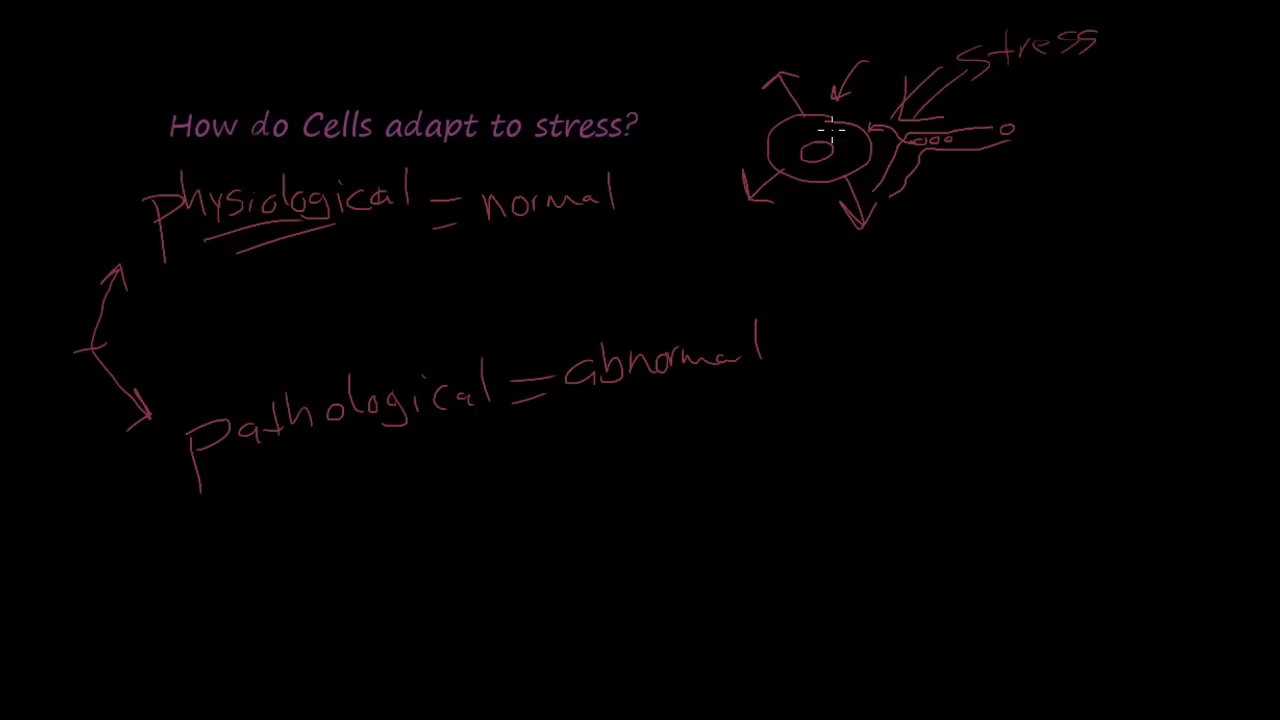 How do Cells adapt to stress?
stress
physiological = normal
pathological = abnormal